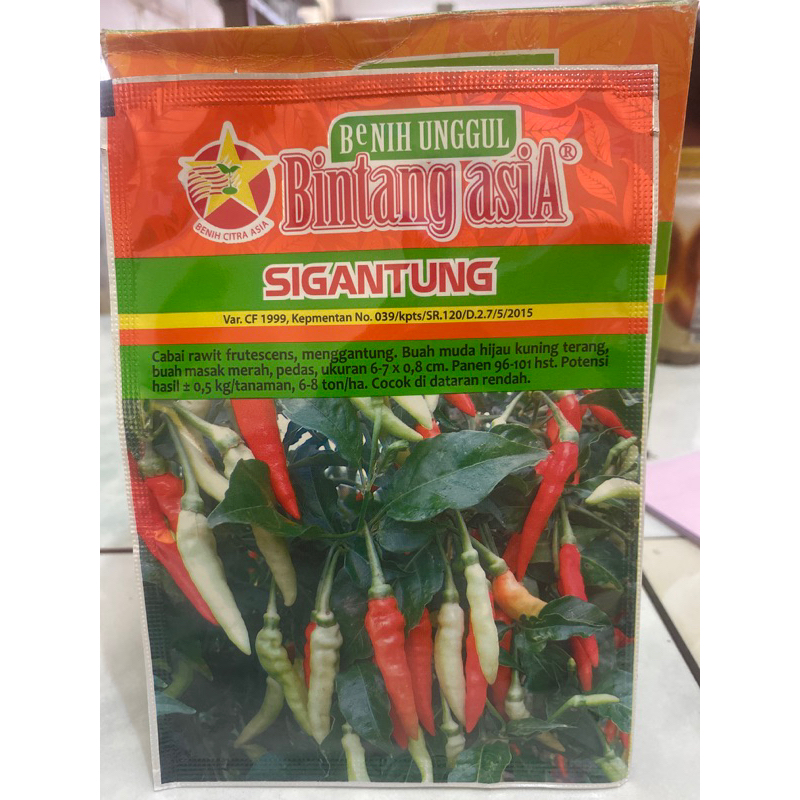 BeNIH UNGGUL
Bintang asiA®
BENIH CITRA ASIA
SIGANTUNG
Var. CF 1999, Kepmentan No. 039/kpts/SR.120/D.2.7/5/2015
Cabai rawit frutescens, menggantung. Buah muda hijau kuning terang,
buah masak merah, pedas, ukuran 6-7 x 0,8 cm. Panen 96-101 hst. Potensi
hasil ± 0,5 kg/tanaman, 6-8 ton/ha. Cocok di dataran rendah.